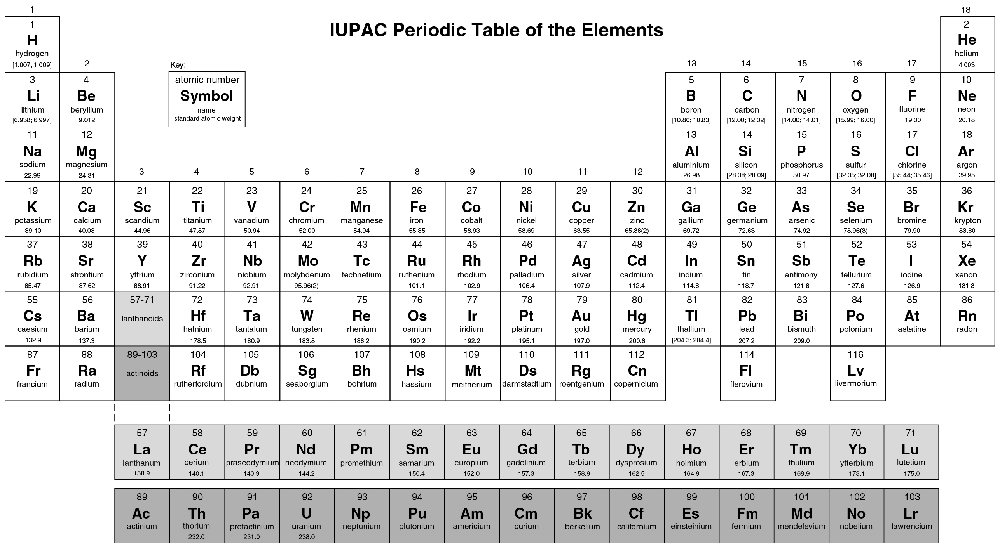 1
18
IUPAC Periodic Table of the Elements
1
H
hydrogen
[1.007; 1.009]
2
He
helium
4.003
2
13
14
15
16
17
Key:
atomic number
Symbol
name
standard atomic weight
3
Li
lithium
[6.938; 6.997]
4
Be
beryllium
9.012
5
B
boron
[10.80; 10.83]
6
C
carbon
[12.00; 12.02]
7
N
nitrogen
[14.00; 14.01]
8
O
oxygen
[15.99; 16.00]
9
F
fluorine
19.00
10
Ne
neon
20.18
11
Na
sodium
22.99
12
Mg
magnesium
24.31
3
4
5
6
7
8
9
10
11
12
13
Al
aluminium
26.98
14
Si
silicon
[28.08; 28.09]
15
P
phosphorus
30.97
16
S
sulfur
[32.05; 32.08]
17
Cl
chlorine
[35.44; 35.46]
18
Ar
argon
39.95
19
K
potassium
39.10
20
Ca
calcium
40.08
21
Sc
scandium
44.96
22
Ti
titanium
47.87
23
V
vanadium
50.94
24
Cr
chromium
52.00
25
Mn
manganese
54.94
26
Fe
iron
55.85
27
Co
cobalt
58.93
28
Ni
nickel
58.69
29
Cu
copper
63.55
30
Zn
zinc
65.38(2)
31
Ga
gallium
69.72
32
Ge
germanium
72.63
33
As
arsenic
74.92
34
Se
selenium
78.96(3)
35
Br
bromine
79.90
36
Kr
krypton
83.80
37
Rb
rubidium
85.47
38
Sr
strontium
87.62
39
Y
yttrium
88.91
40
Zr
zirconium
91.22
41
Nb
niobium
92.91
42
Mo
molybdenum
95.96(2)
43
Tc
technetium
44
Ru
ruthenium
101.1
45
Rh
rhodium
102.9
46
Pd
palladium
106.4
47
Ag
silver
107.9
48
Cd
cadmium
112.4
49
In
indium
114.8
50
Sn
tin
118.7
51
Sb
antimony
121.8
52
Te
tellurium
127.6
53
I
iodine
126.9
54
Xe
xenon
131.3
55
Cs
caesium
132.9
56
Ba
barium
137.3
57-71
lanthanoids
72
Hf
hafnium
178.5
73
Ta
tantalum
180.9
74
W
tungsten
183.8
75
Re
rhenium
186.2
76
Os
osmium
190.2
77
Ir
iridium
192.2
78
Pt
platinum
195.1
79
Au
gold
197.0
80
Hg
mercury
200.6
81
Tl
thallium
[204.3; 204.4]
82
Pb
lead
207.2
83
Bi
bismuth
209.0
84
Po
polonium
85
At
astatine
86
Rn
radon
87
Fr
francium
88
Ra
radium
89-103
actinoids
104
Rf
rutherfordium
105
Db
dubnium
106
Sg
seaborgium
107
Bh
bohrium
108
Hs
hassium
109
Mt
meitnerium
110
Ds
darmstadtium
111
Rg
roentgenium
112
Cn
copernicium
114
Fl
flerovium
116
Lv
livermorium
57
La
lanthanum
138.9
58
Ce
cerium
140.1
59
Pr
praseodymium
140.9
60
Nd
neodymium
144.2
61
Pm
promethium
62
Sm
samarium
150.4
63
Eu
europium
152.0
64
Gd
gadolinium
157.3
65
Tb
terbium
158.9
66
Dy
dysprosium
162.5
67
Ho
holmium
164.9
68
Er
erbium
167.3
69
Tm
thulium
168.9
70
Yb
ytterbium
173.1
71
Lu
lutetium
175.0
89
Ac
actinium
90
Th
thorium
232.0
91
Pa
protactinium
231.0
92
U
uranium
238.0
93
Np
neptunium
94
Pu
plutonium
95
Am
americium
96
Cm
curium
97
Bk
berkelium
98
Cf
californium
99
Es
einsteinium
100
Fm
fermium
101
Md
mendelevium
102
No
nobelium
103
Lr
lawrencium